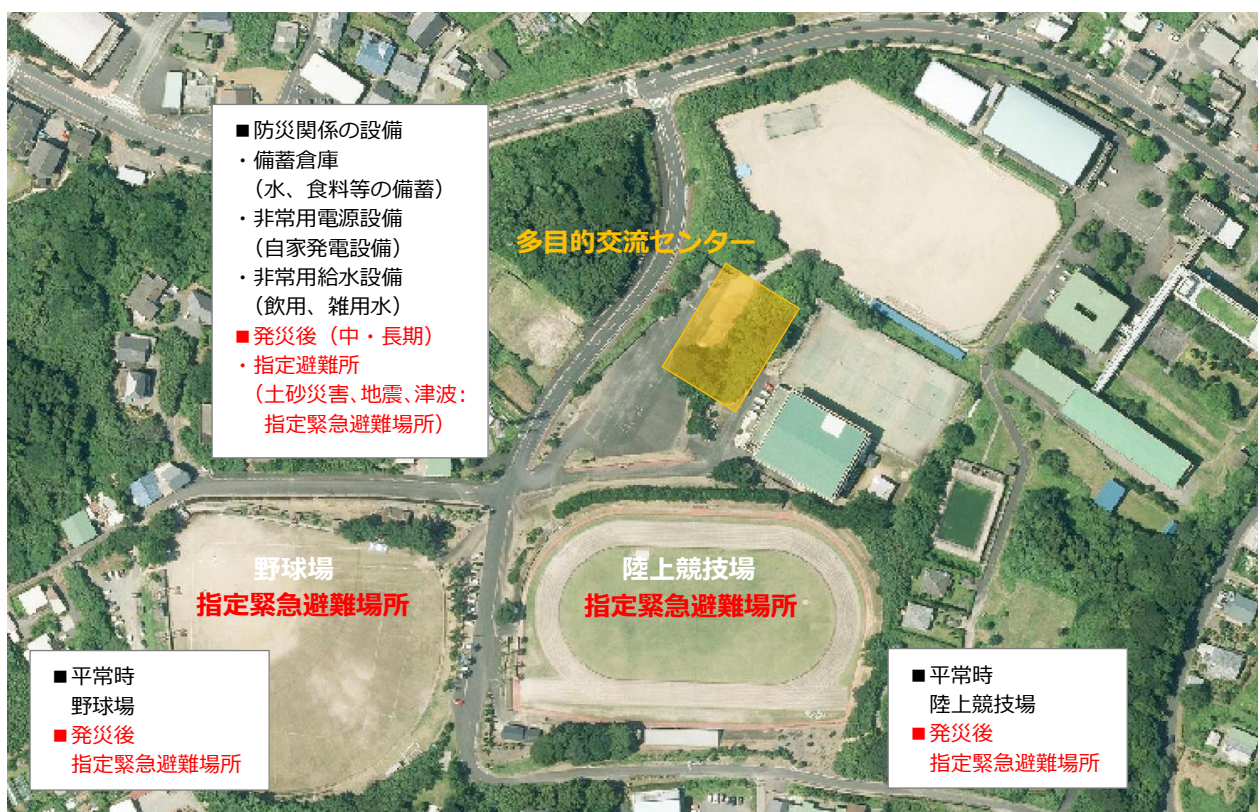 ■防災関係の設備
・備蓄倉庫
（水、食料等の備蓄）
・非常用電源設備
（自家発電設備）
・非常用給水設備
（飲用、雑用水）
■発災後（中・長期）
・指定避難所
（土砂災害、地震、津波：
指定緊急避難場所）
多目的交流センター
野球場
指定緊急避難場所
陸上競技場
指定緊急避難場所
■平常時
野球場
■発災後
指定緊急避難場所
■平常時
陸上競技場
■発災後
指定緊急避難場所